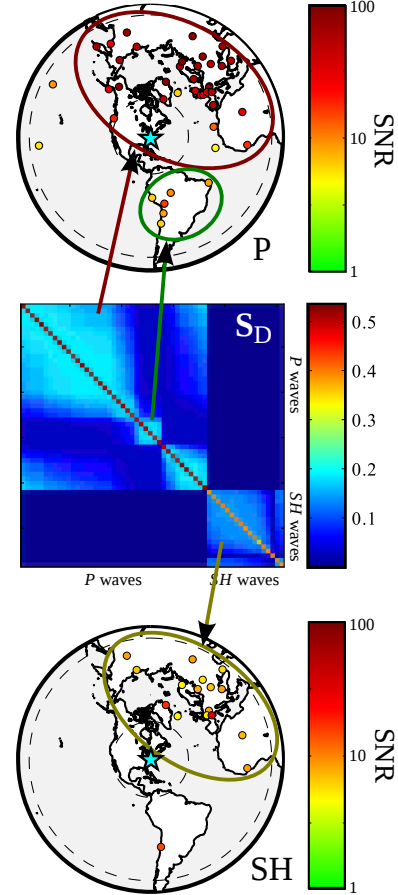 100
10
1
SNR
P
S_D
0.5
0.4
0.3
0.2
0.1
P waves
SH waves
P waves
SH waves
100
10
1
SNR
SH